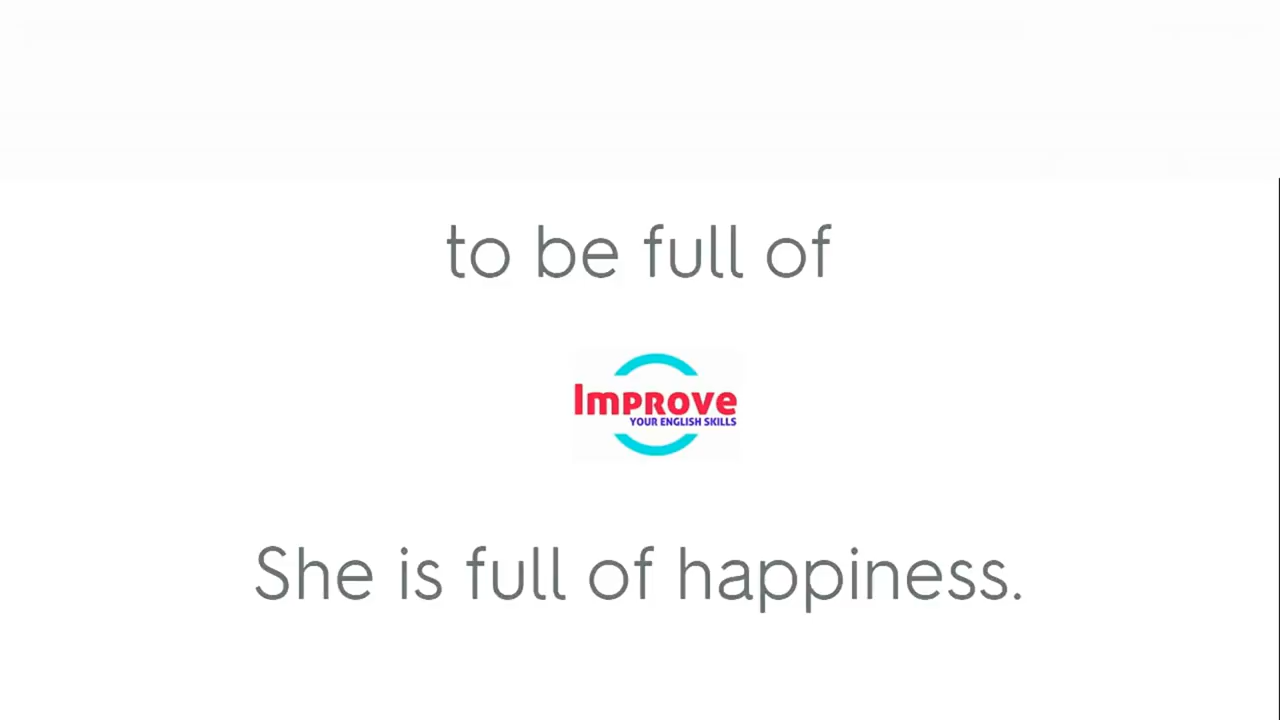 to be full of
Improve
YOUR ENGLISH SKILLS
She is full of happiness.